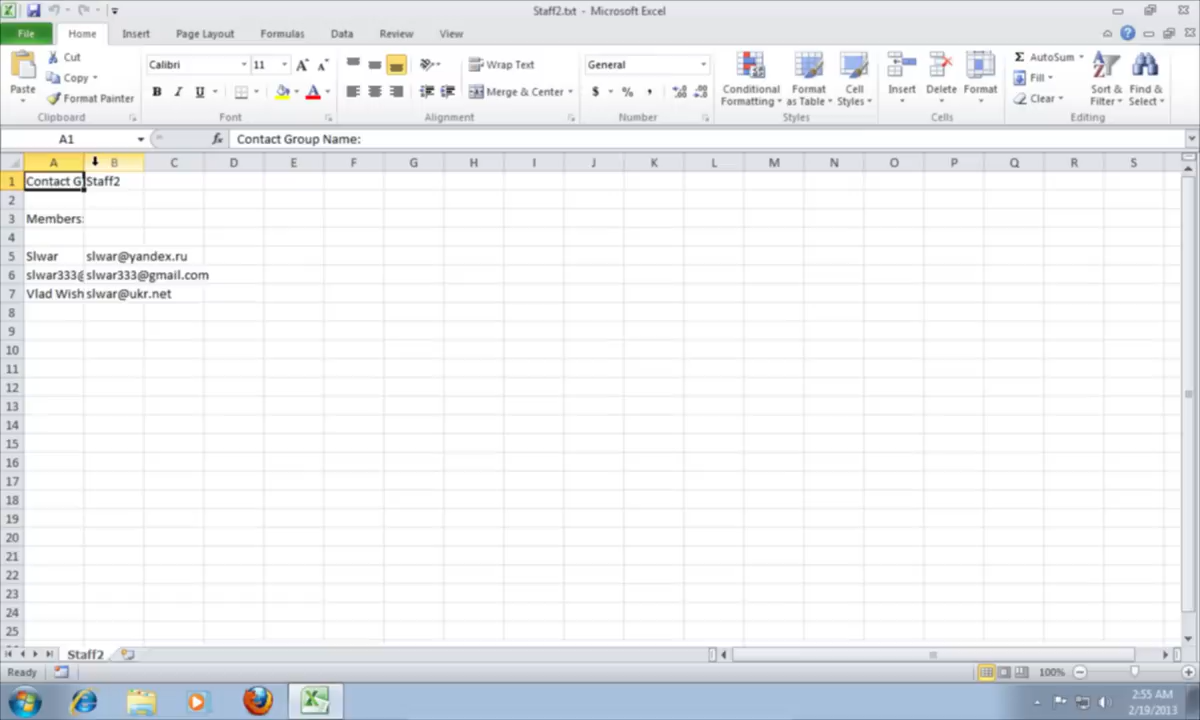 Staff2.txt - Microsoft Excel
File Home Insert Page Layout Formulas Data Review View
Paste Cut Copy Format Painter Clipboard
Calibri 11 A A B I U A Font
Wrap Text Merge & Center Alignment
General $ % , Number
Conditional Formatting Format as Table Cell Styles Styles
Insert Delete Format Cells
Σ AutoSum Fill Clear Sort & Filter Find & Select Editing
A1 fx Contact Group Name:
A B C D E F G H I J K L M N O P Q R S
1 Contact G Staff2
2
3 Members:
4
5 Slwar slwar@yandex.ru
6 slwar333@ slwar333@gmail.com
7 Vlad Wish slwar@ukr.net
8
9
10
11
12
13
14
15
16
17
18
19
20
21
22
23
24
25
Staff2
Ready 100%
2:55 AM
2/19/2013